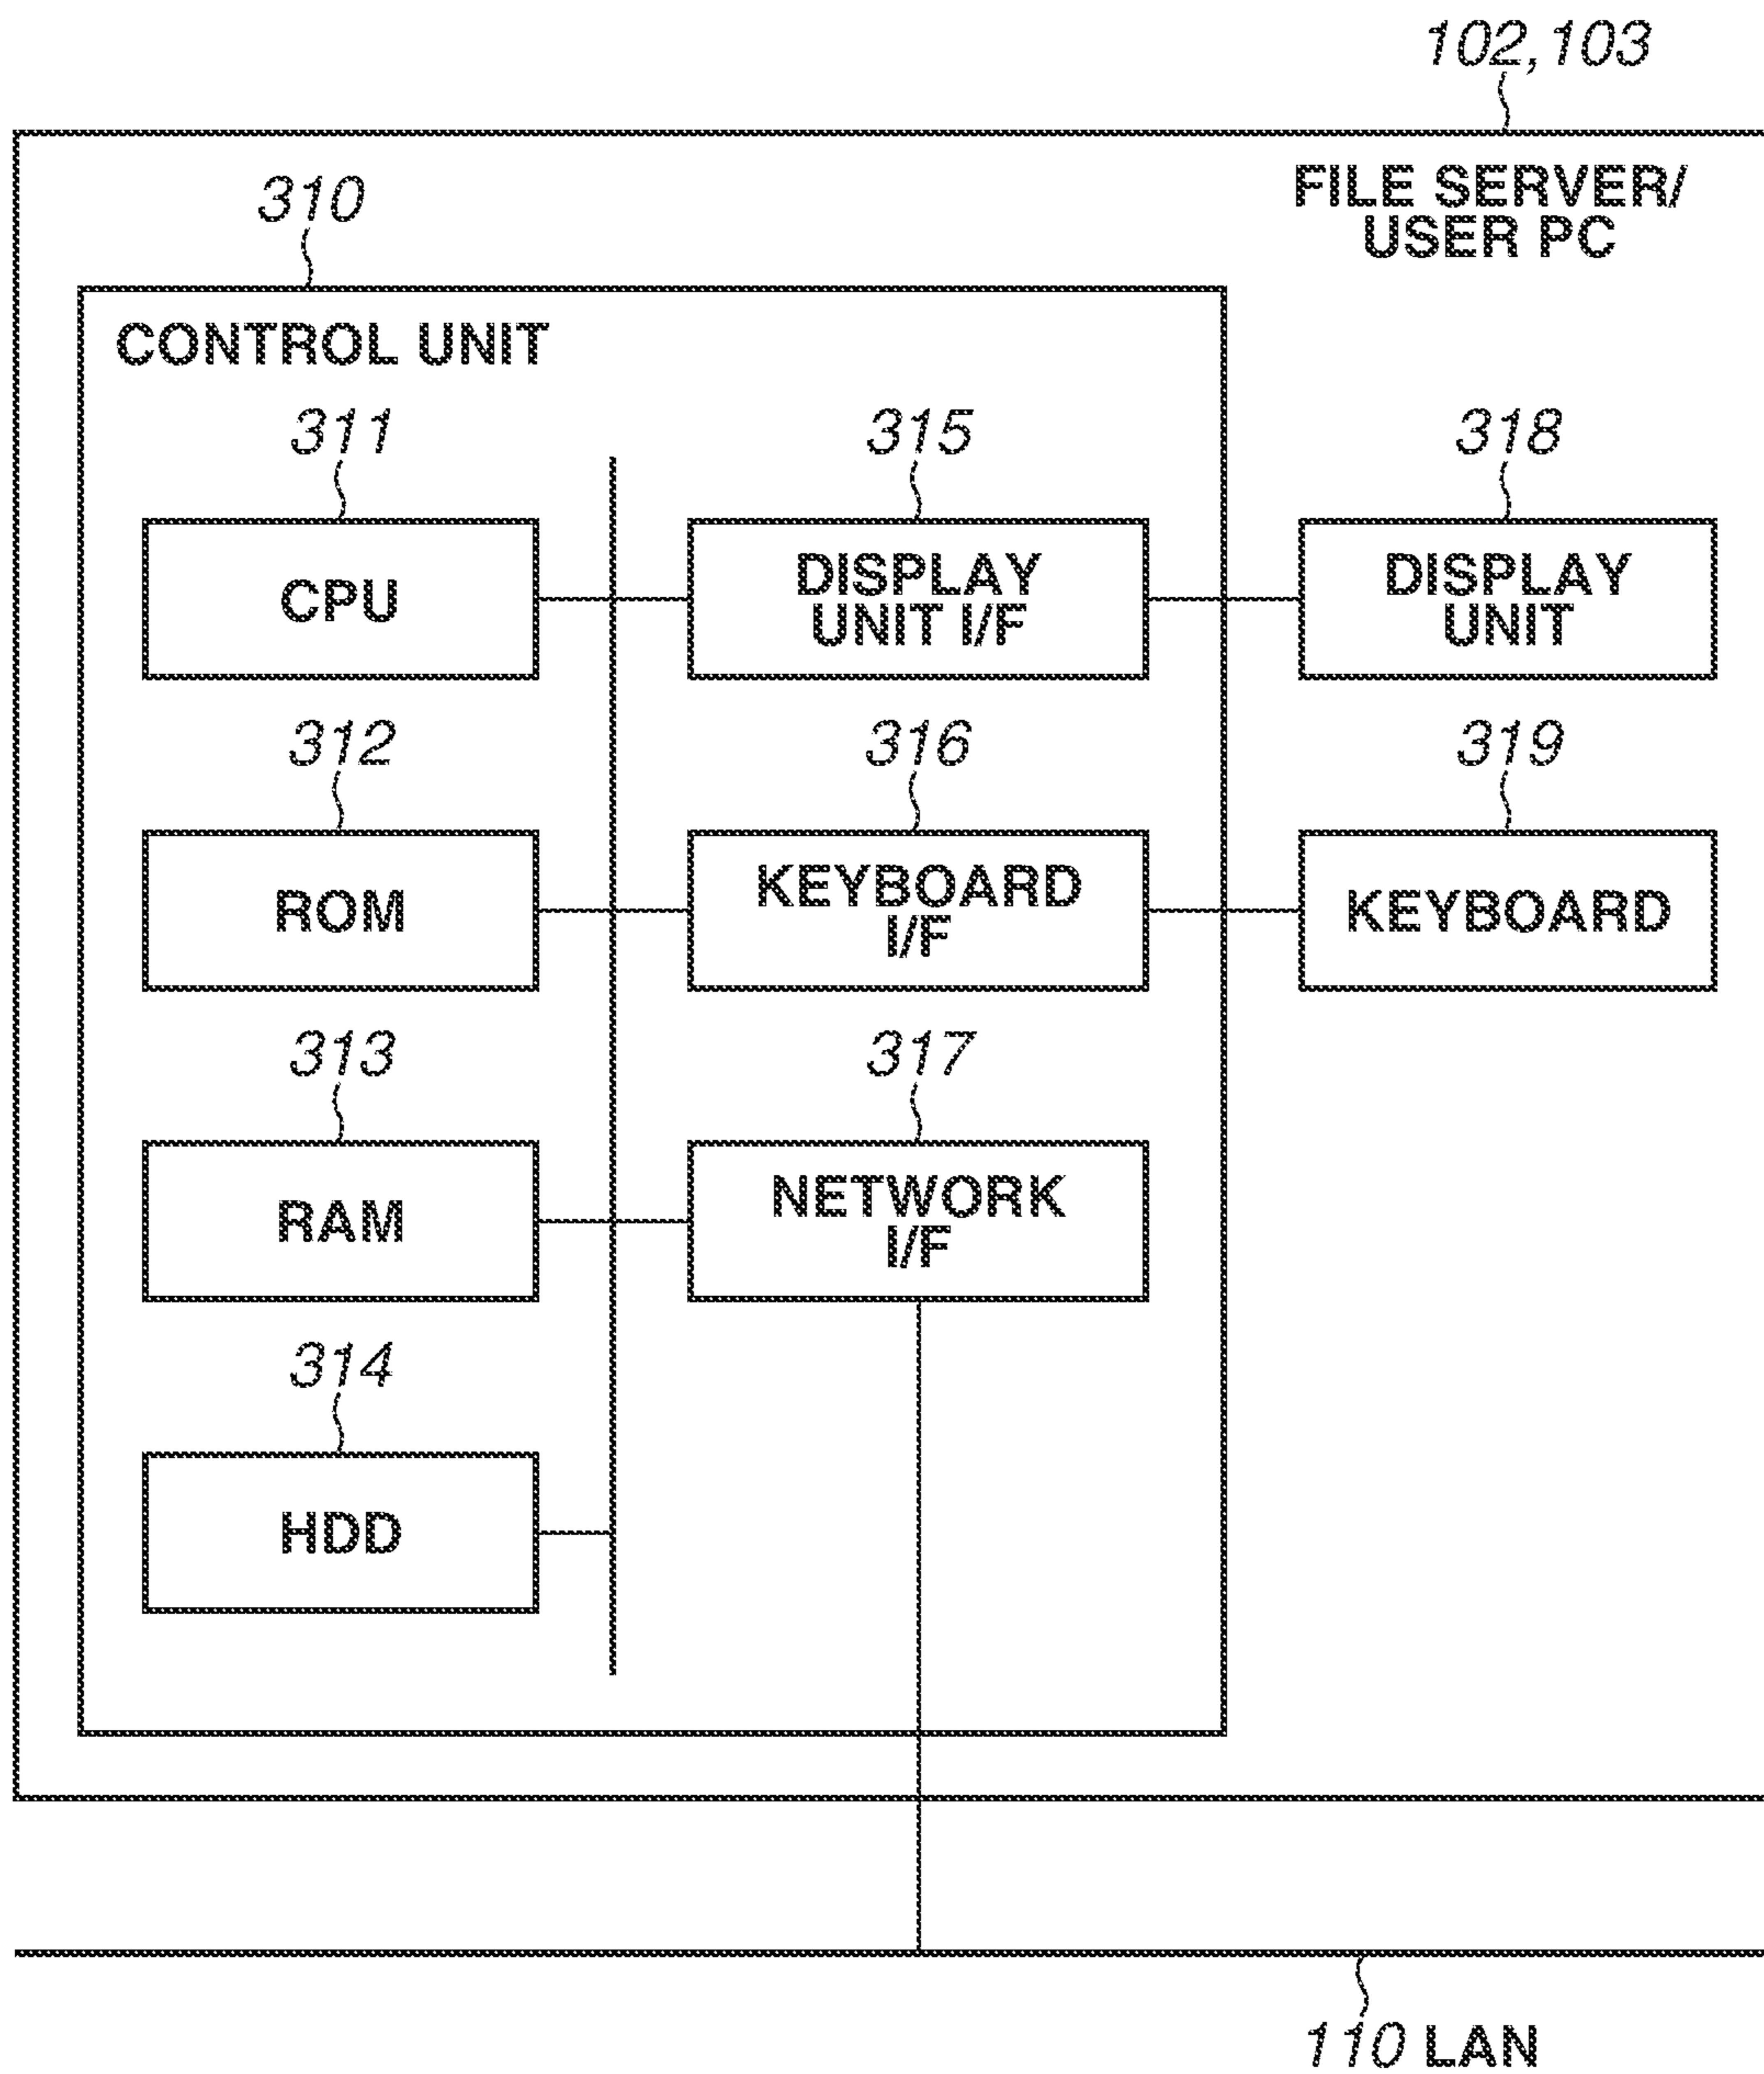 102, 103
FILE SERVER/
USER PC
310
CONTROL UNIT
311
315
318
CPU
DISPLAY
UNIT I/F
DISPLAY
UNIT
312
316
319
ROM
KEYBOARD
I/F
KEYBOARD
313
317
RAM
NETWORK
I/F
314
HDD
110 LAN